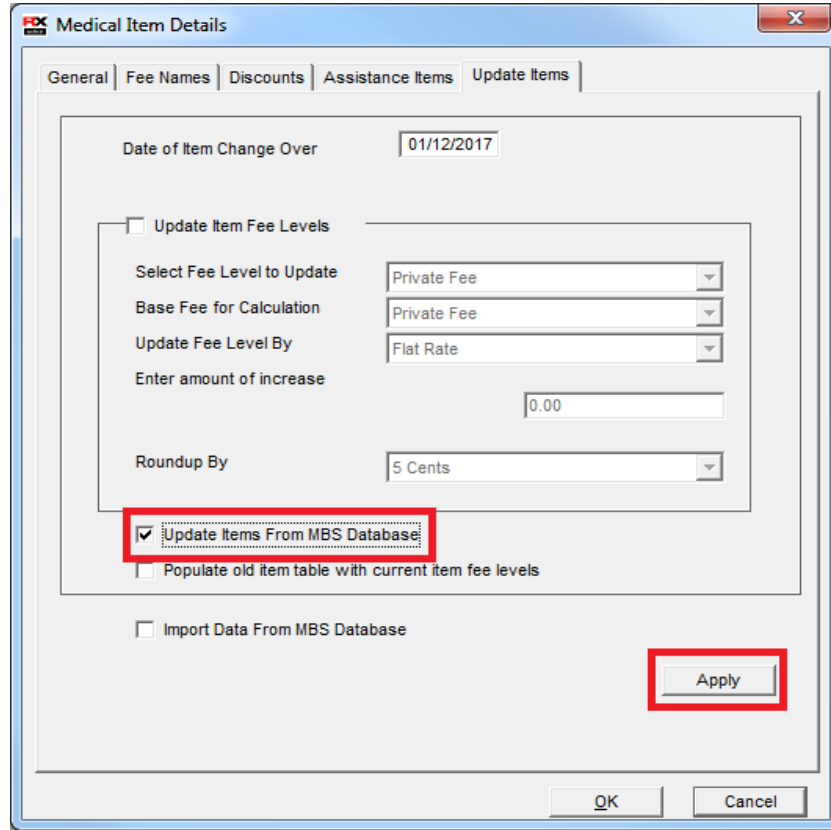 RX Medical Item Details
General Fee Names Discounts Assistance Items Update Items
Date of Item Change Over 01/12/2017
Update Item Fee Levels
Select Fee Level to Update Private Fee
Base Fee for Calculation Private Fee
Update Fee Level By Flat Rate
Enter amount of increase
0.00
Roundup By 5 Cents
Update Items From MBS Database
Populate old item table with current item fee levels
Import Data From MBS Database
Apply
OK Cancel